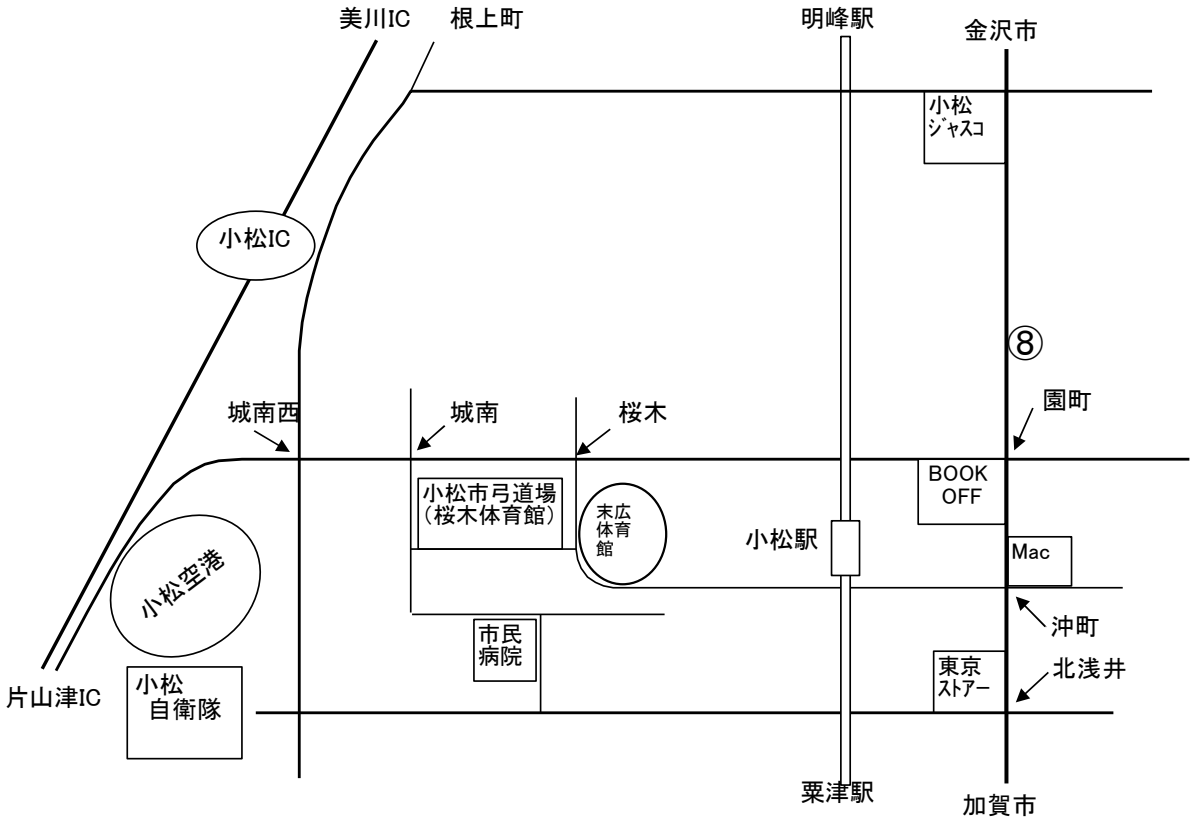 美川IC
根上町
明峰駅
金沢市
小松
ｼﾞｬｽｺ
小松IC
⑧
園町
城南西
城南
桜木
BOOK
OFF
小松市弓道場
（桜木体育館）
末広
体育
館
小松駅
Mac
小松空港
沖町
市民
病院
東京
ｽﾄｱｰ
北浅井
片山津IC
小松
自衛隊
粟津駅
加賀市